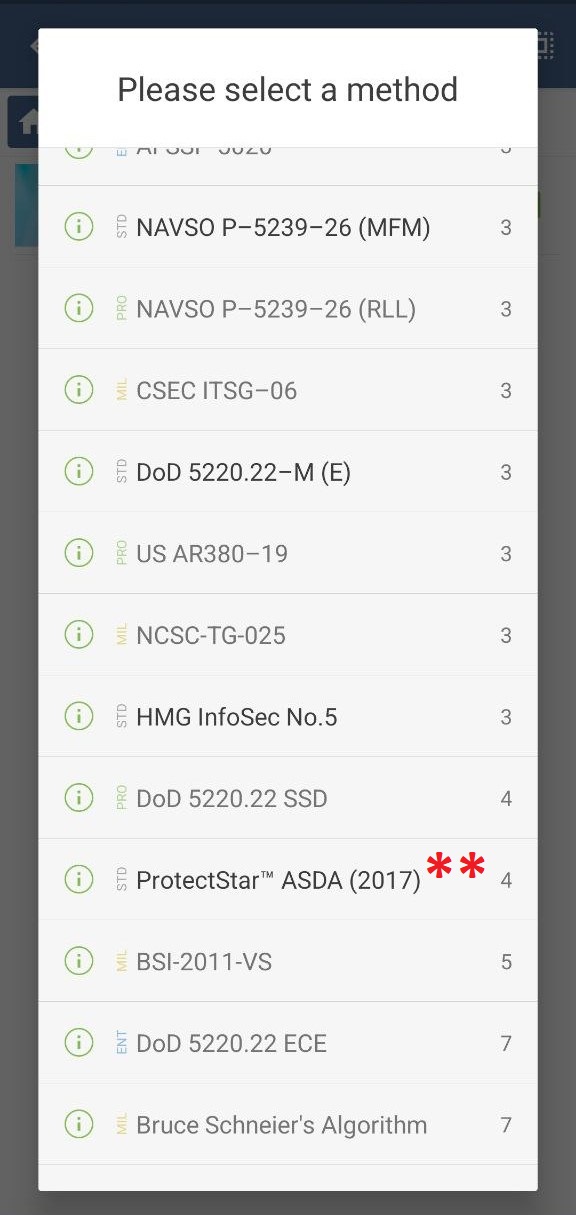 Please select a method
NAVSO P–5239–26 (MFM) 3
STD
NAVSO P–5239–26 (RLL) 3
PRO
CSEC ITSG–06 3
MIL
DoD 5220.22–M (E) 3
STD
US AR380–19 3
PRO
NCSC-TG-025 3
MIL
HMG InfoSec No.5 3
STD
DoD 5220.22 SSD 4
PRO
ProtectStar™ ASDA (2017) ** 4
STD
BSI-2011-VS 5
MIL
DoD 5220.22 ECE 7
ENT
Bruce Schneier's Algorithm 7
MIL